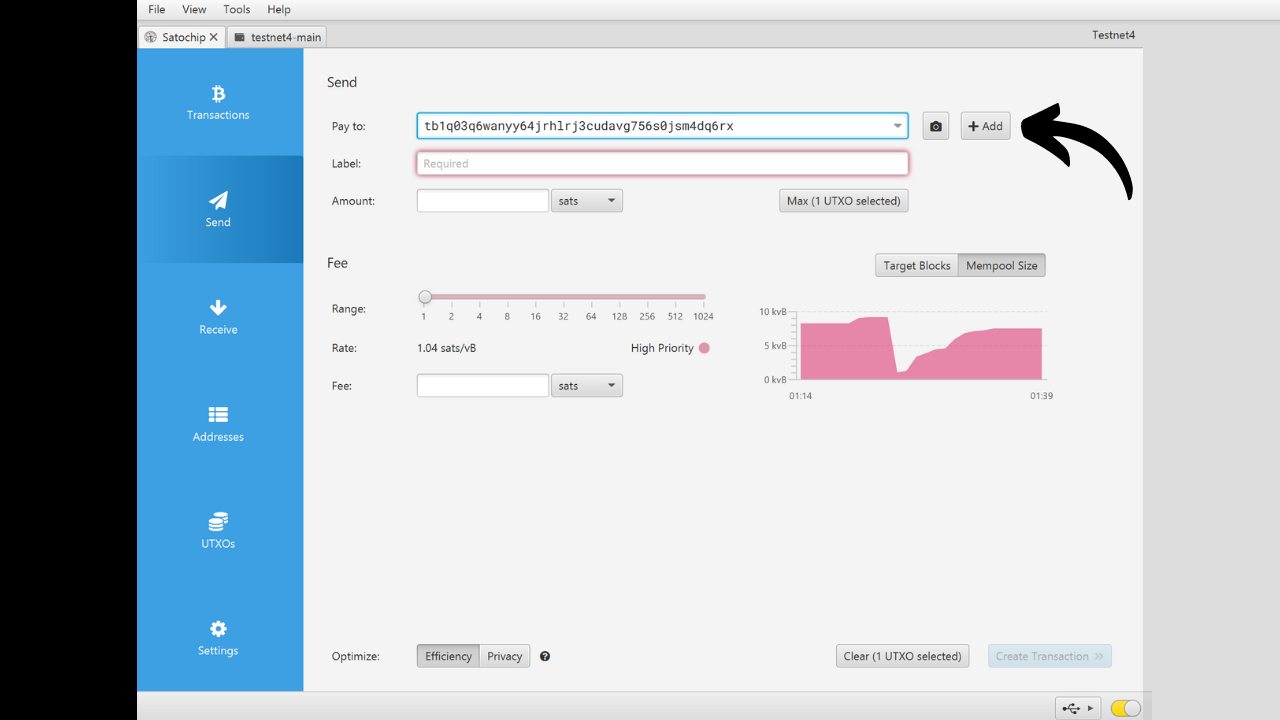 File View Tools Help
Satochip testnet4-main Testnet4
Transactions
Send
Receive
Addresses
UTXOs
Settings
Send
Pay to: tb1q03q6wanyy64jrhlrj3cudavg756s0jsm4dq6rx Add
Label: Required
Amount: sats Max (1 UTXO selected)
Fee Target Blocks Mempool Size
Range: 1 2 4 8 16 32 64 128 256 512 1024
Rate: 1.04 sats/vB High Priority
Fee: sats
10 kvB
5 kvB
0 kvB
01:14 01:39
Optimize: Efficiency Privacy Clear (1 UTXO selected) Create Transaction